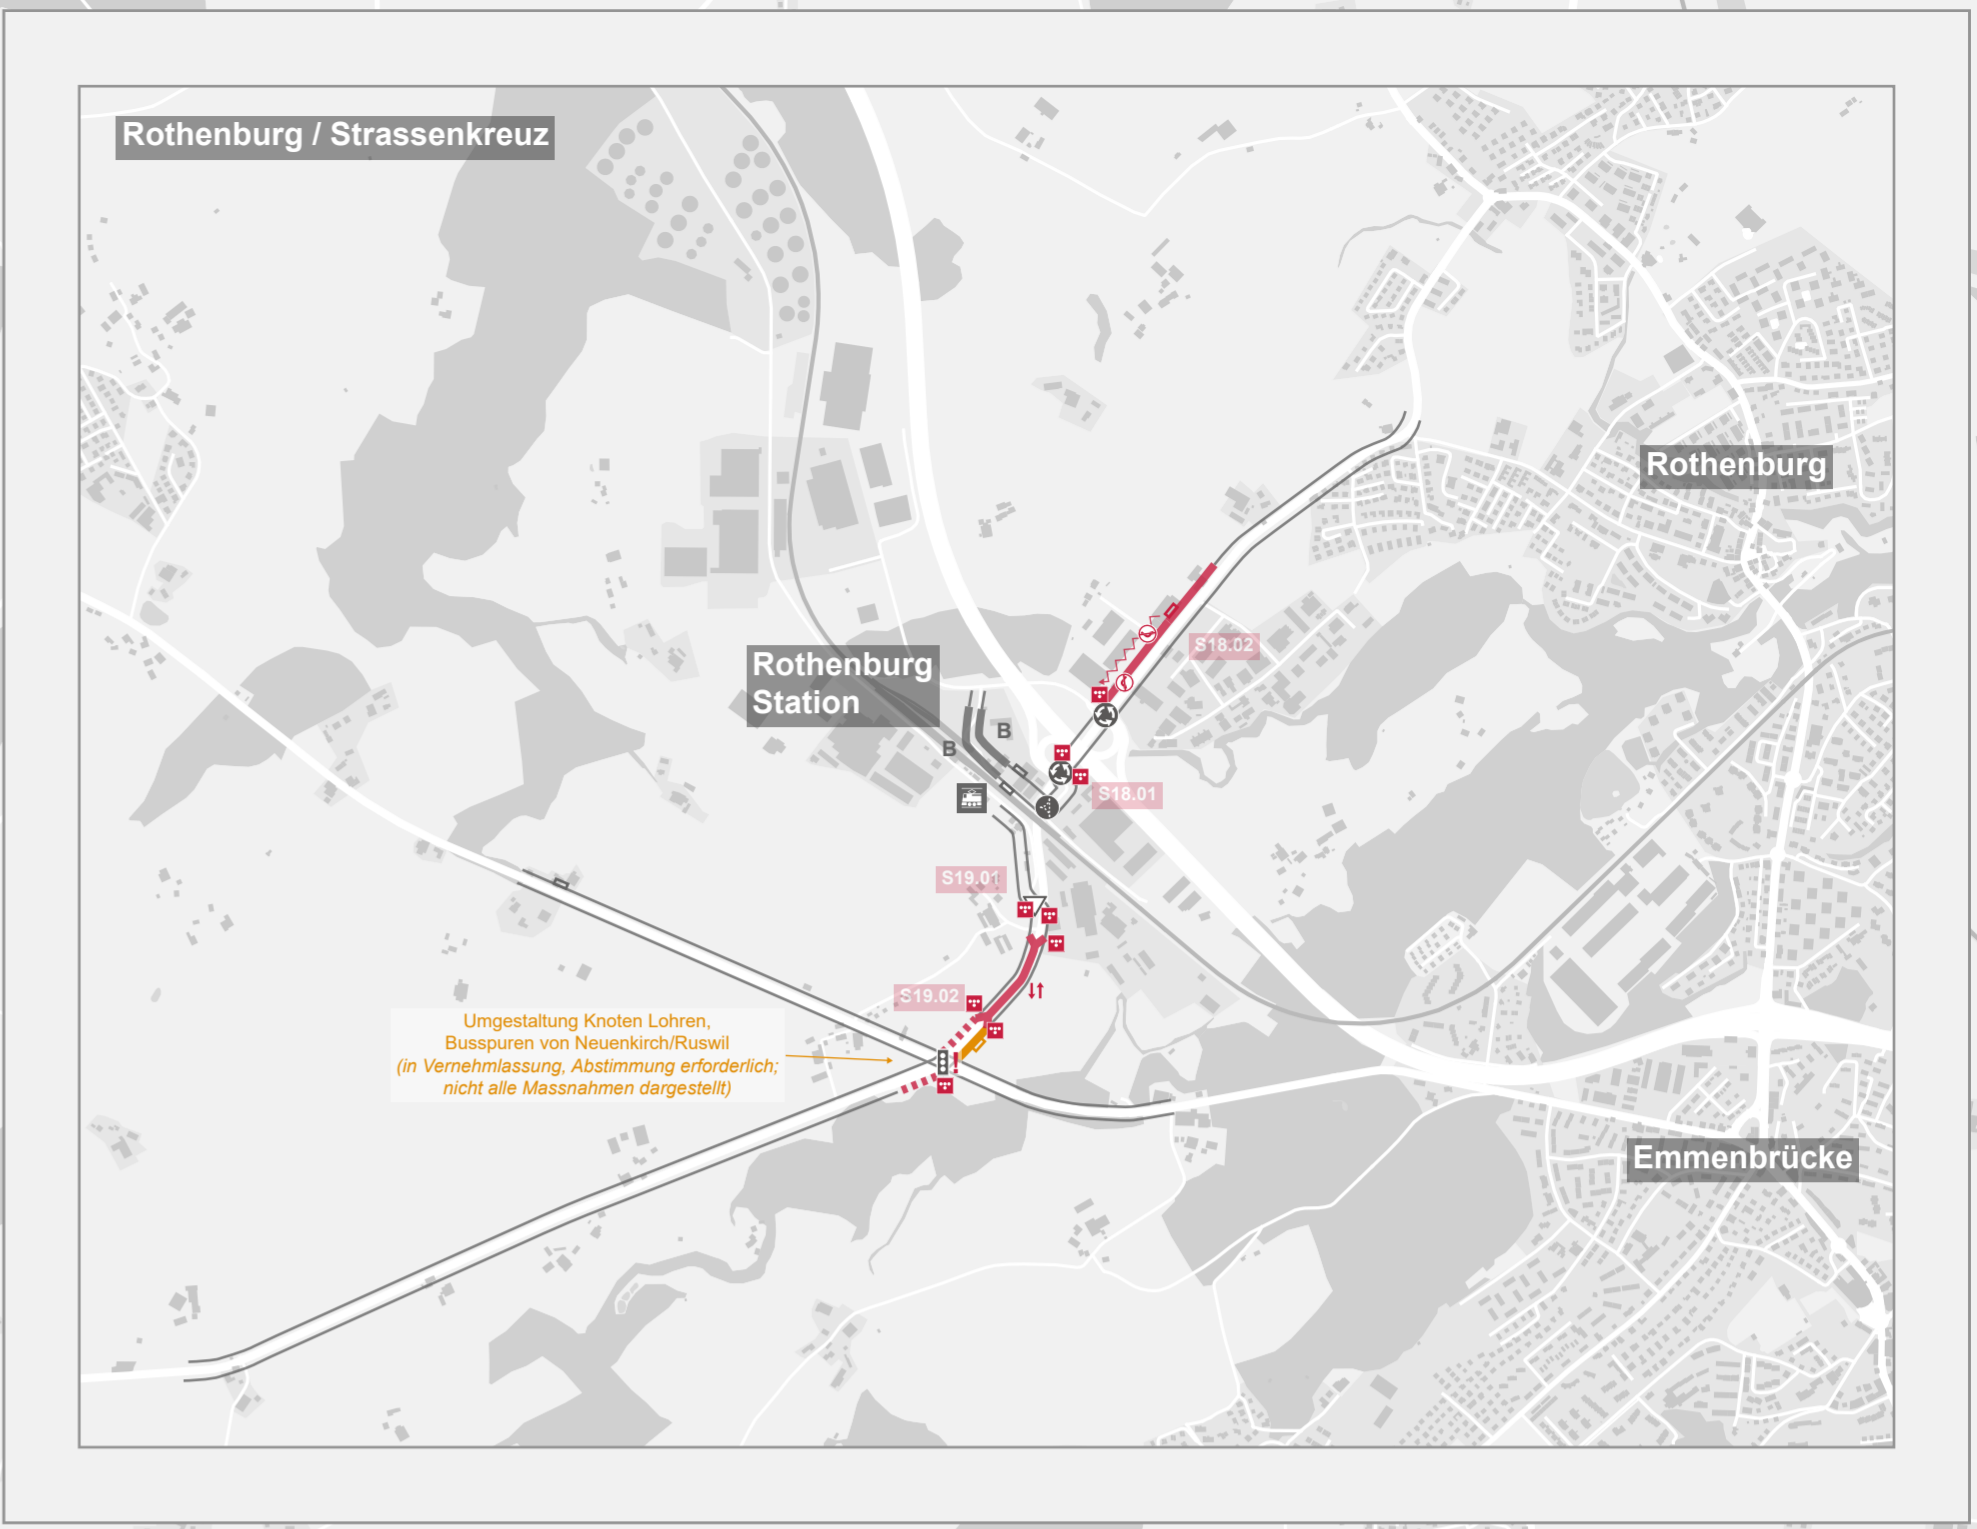 Rothenburg / Strassenkreuz
Rothenburg
S18.02
Rothenburg
Station
B
B
S18.01
S19.01
S19.02
Umgestaltung Knoten Lohren,
Busspuren von Neuenkirch/Ruswil
(in Vernehmlassung, Abstimmung erforderlich;
nicht alle Massnahmen dargestellt)
!
Emmenbrücke